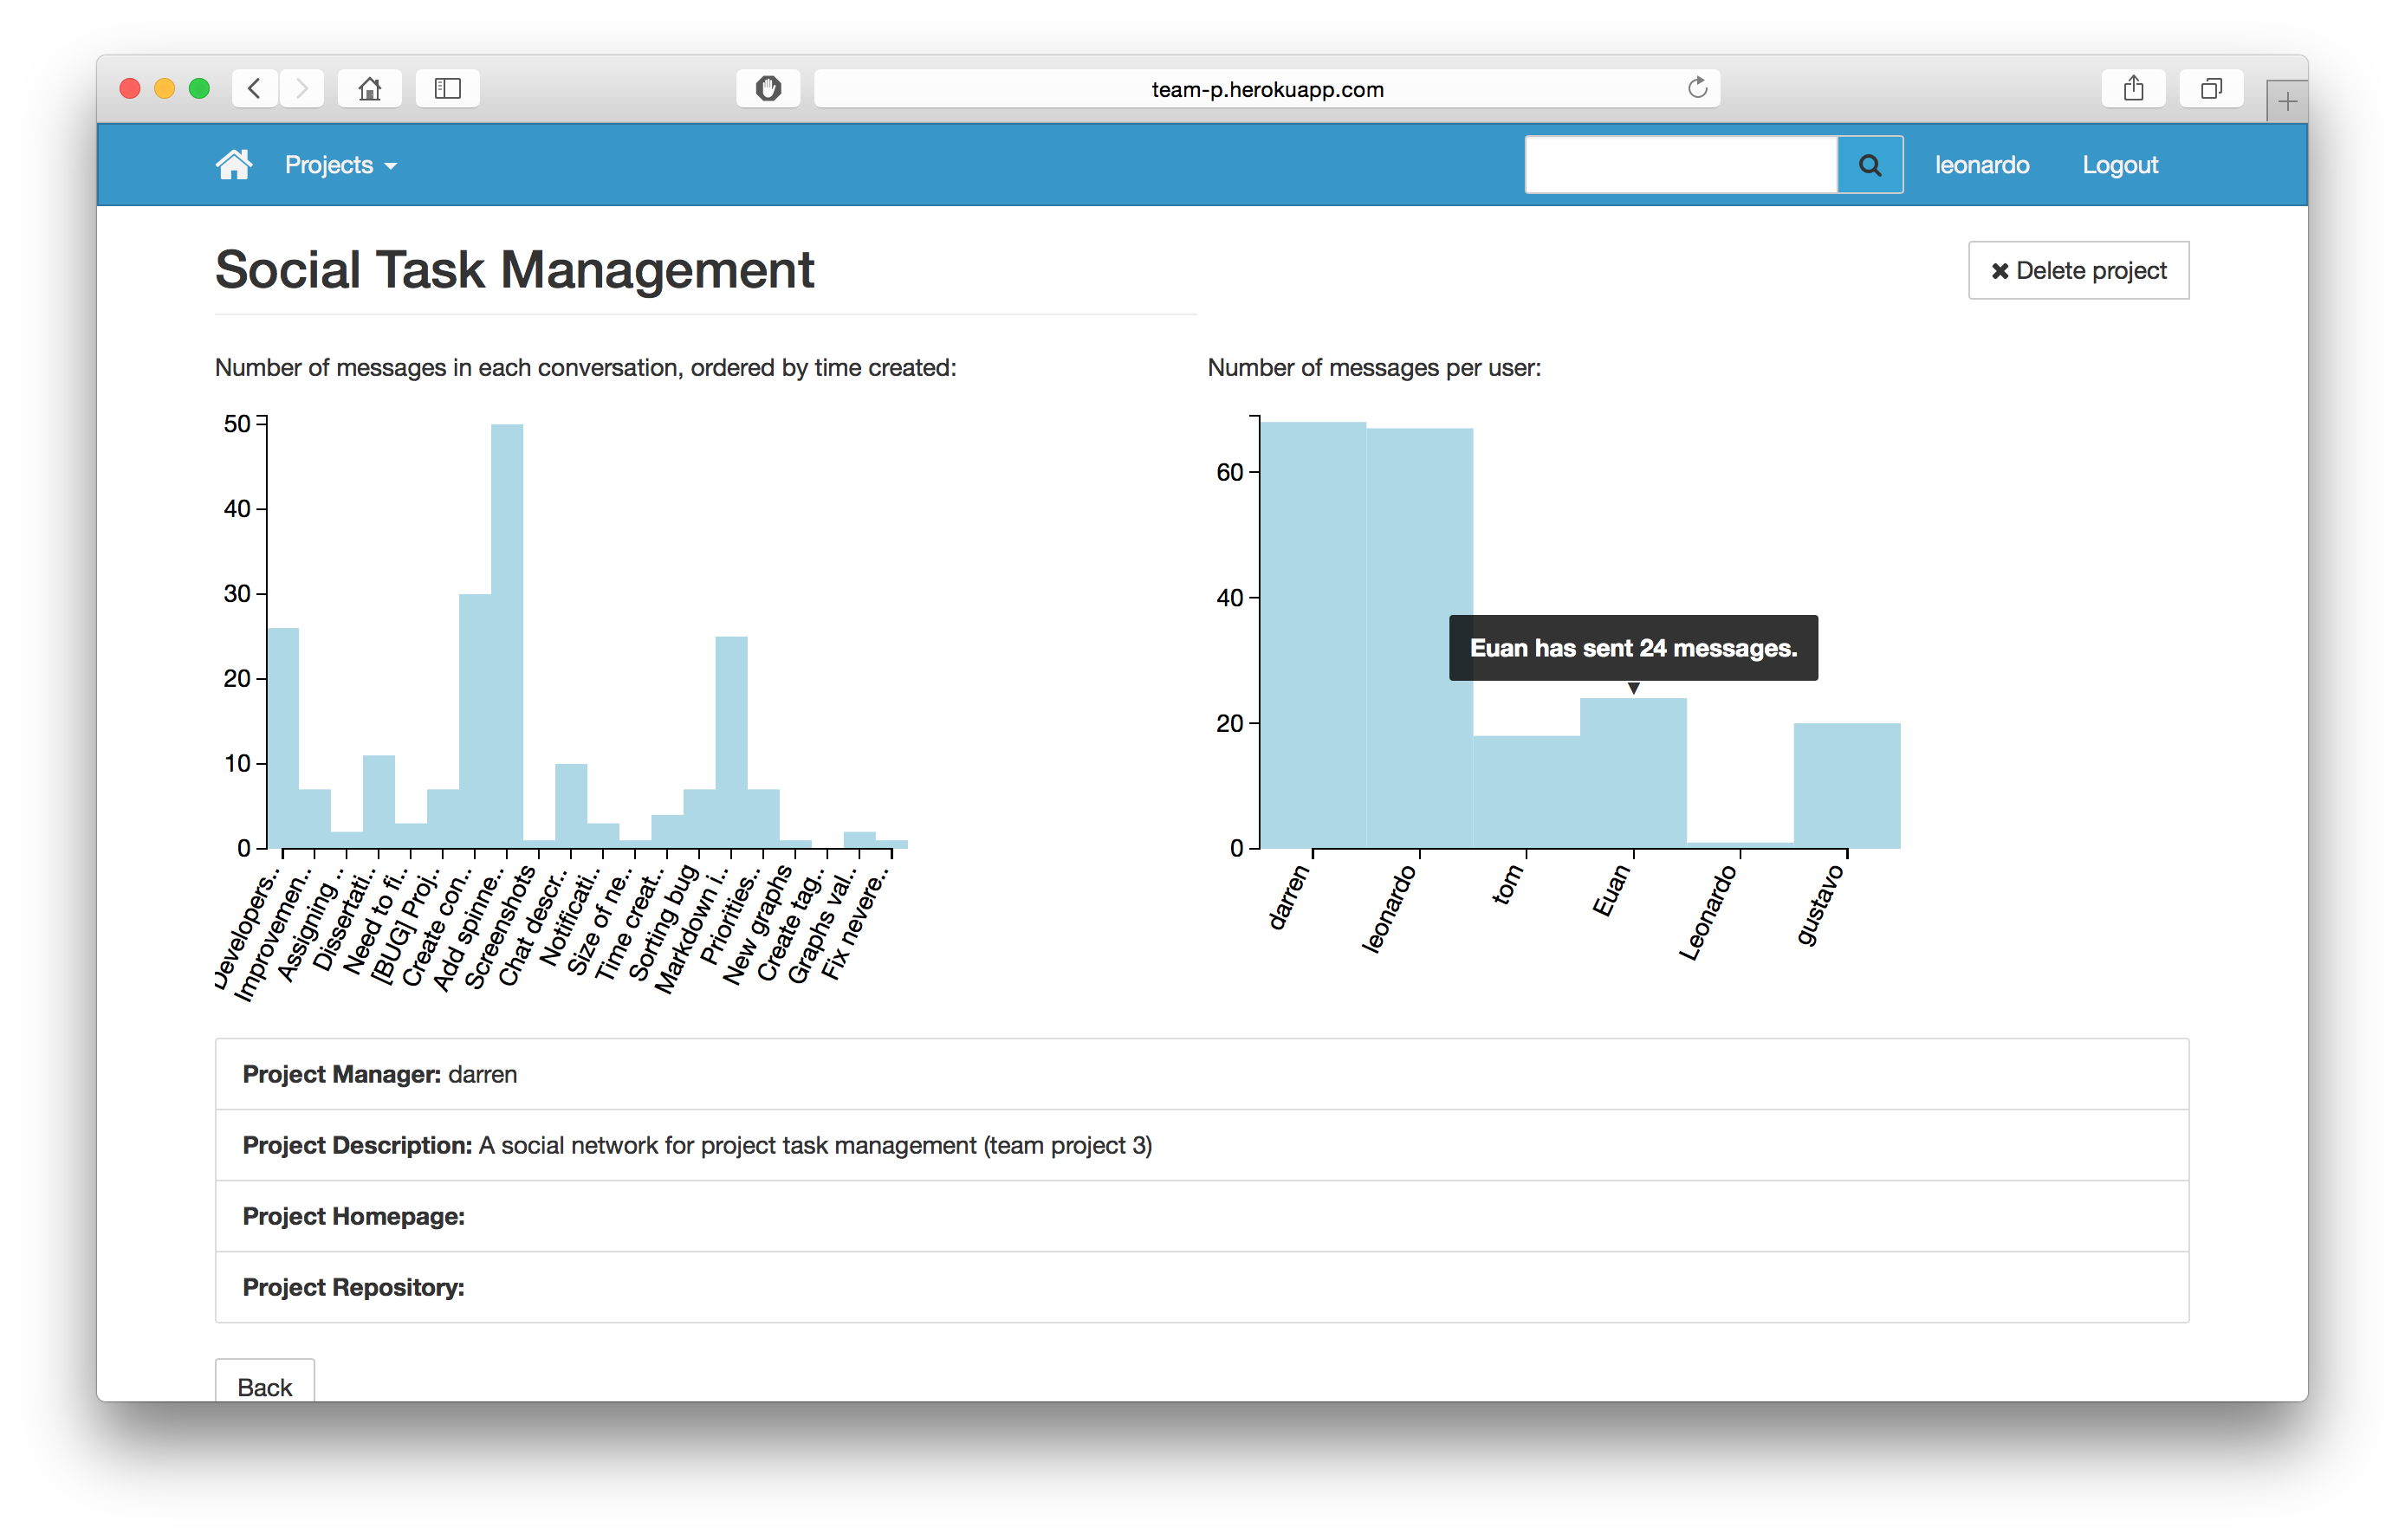 team-p.herokuapp.com
Projects
leonardo
Logout
Social Task Management
Delete project
Number of messages in each conversation, ordered by time created:
50
40
30
20
10
0
Developers..
Improvemen..
Assigning ..
Dissertati..
Need to fi..
[BUG] Proj..
Create con..
Add spinne..
Screenshots
Chat descr..
Notificati..
Size of ne..
Time creat..
Sorting bug
Markdown i..
Priorities..
New graphs
Create tag..
Graphs val..
Fix nevere..
Number of messages per user:
60
40
20
0
Euan has sent 24 messages.
darren
leonardo
tom
Euan
Leonardo
gustavo
Project Manager: darren
Project Description: A social network for project task management (team project 3)
Project Homepage:
Project Repository:
Back